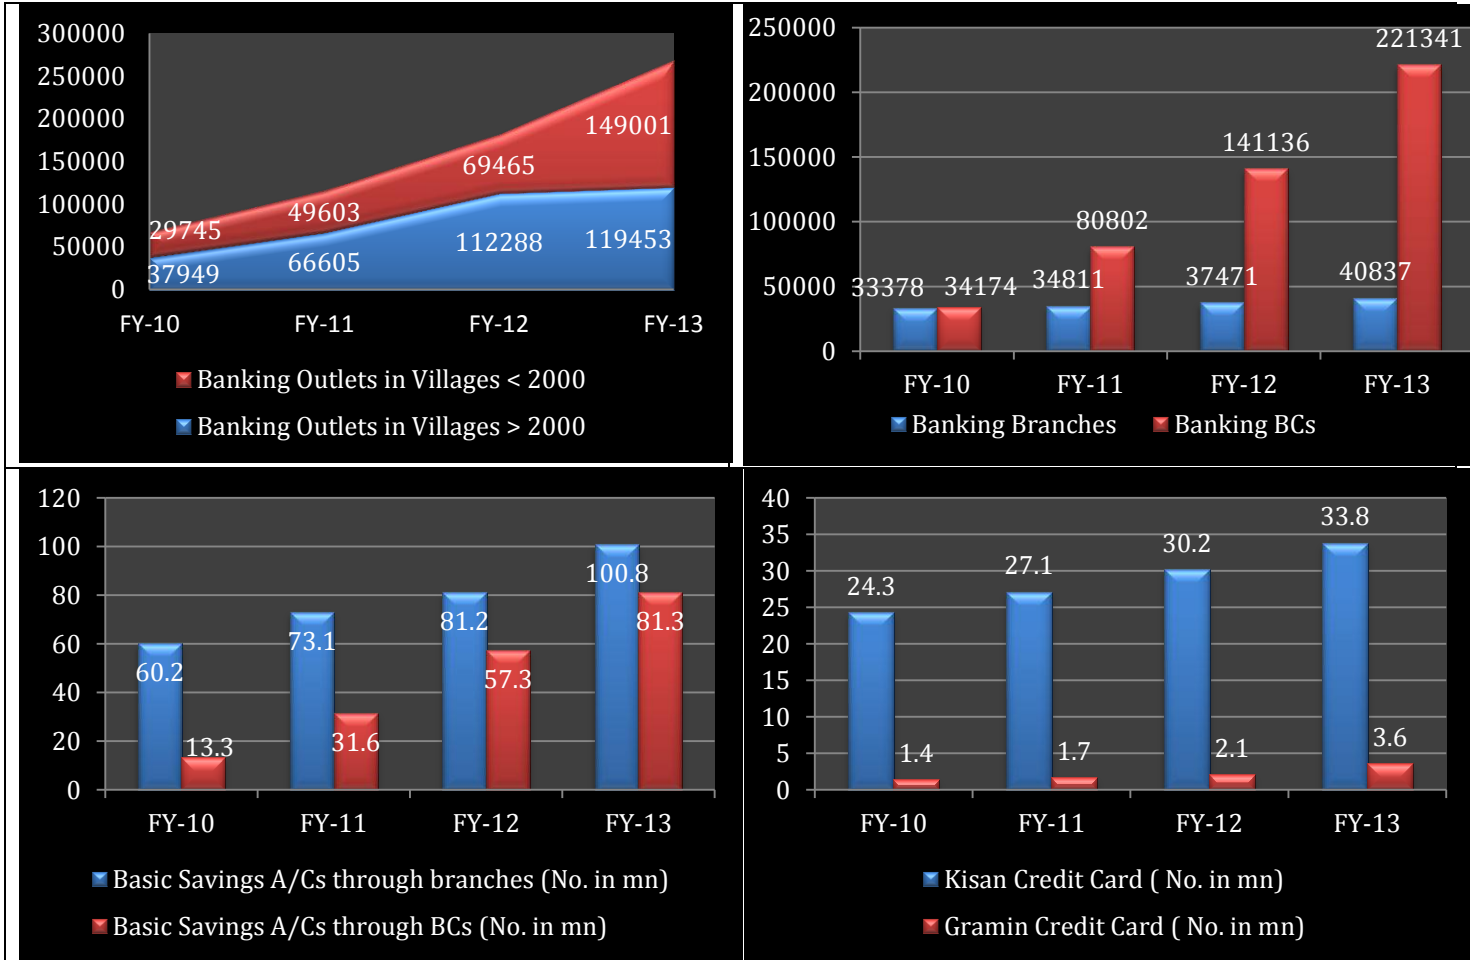 300000
250000
200000
150000
100000
50000
0
149001
69465
49603
29745
119453
112288
66605
37949
FY-10 FY-11 FY-12 FY-13
Banking Outlets in Villages < 2000
Banking Outlets in Villages > 2000
250000
200000
150000
100000
50000
0
221341
141136
80802
33378 34174 34811 37471 40837
FY-10 FY-11 FY-12 FY-13
Banking Branches Banking BCs
120
100
80
60
40
20
0
60.2 73.1 81.2 100.8
13.3 31.6 57.3 81.3
FY-10 FY-11 FY-12 FY-13
Basic Savings A/Cs through branches (No. in mn)
Basic Savings A/Cs through BCs (No. in mn)
40
35
30
25
20
15
10
5
0
24.3 27.1 30.2 33.8
1.4 1.7 2.1 3.6
FY-10 FY-11 FY-12 FY-13
Kisan Credit Card ( No. in mn)
Gramin Credit Card ( No. in mn)